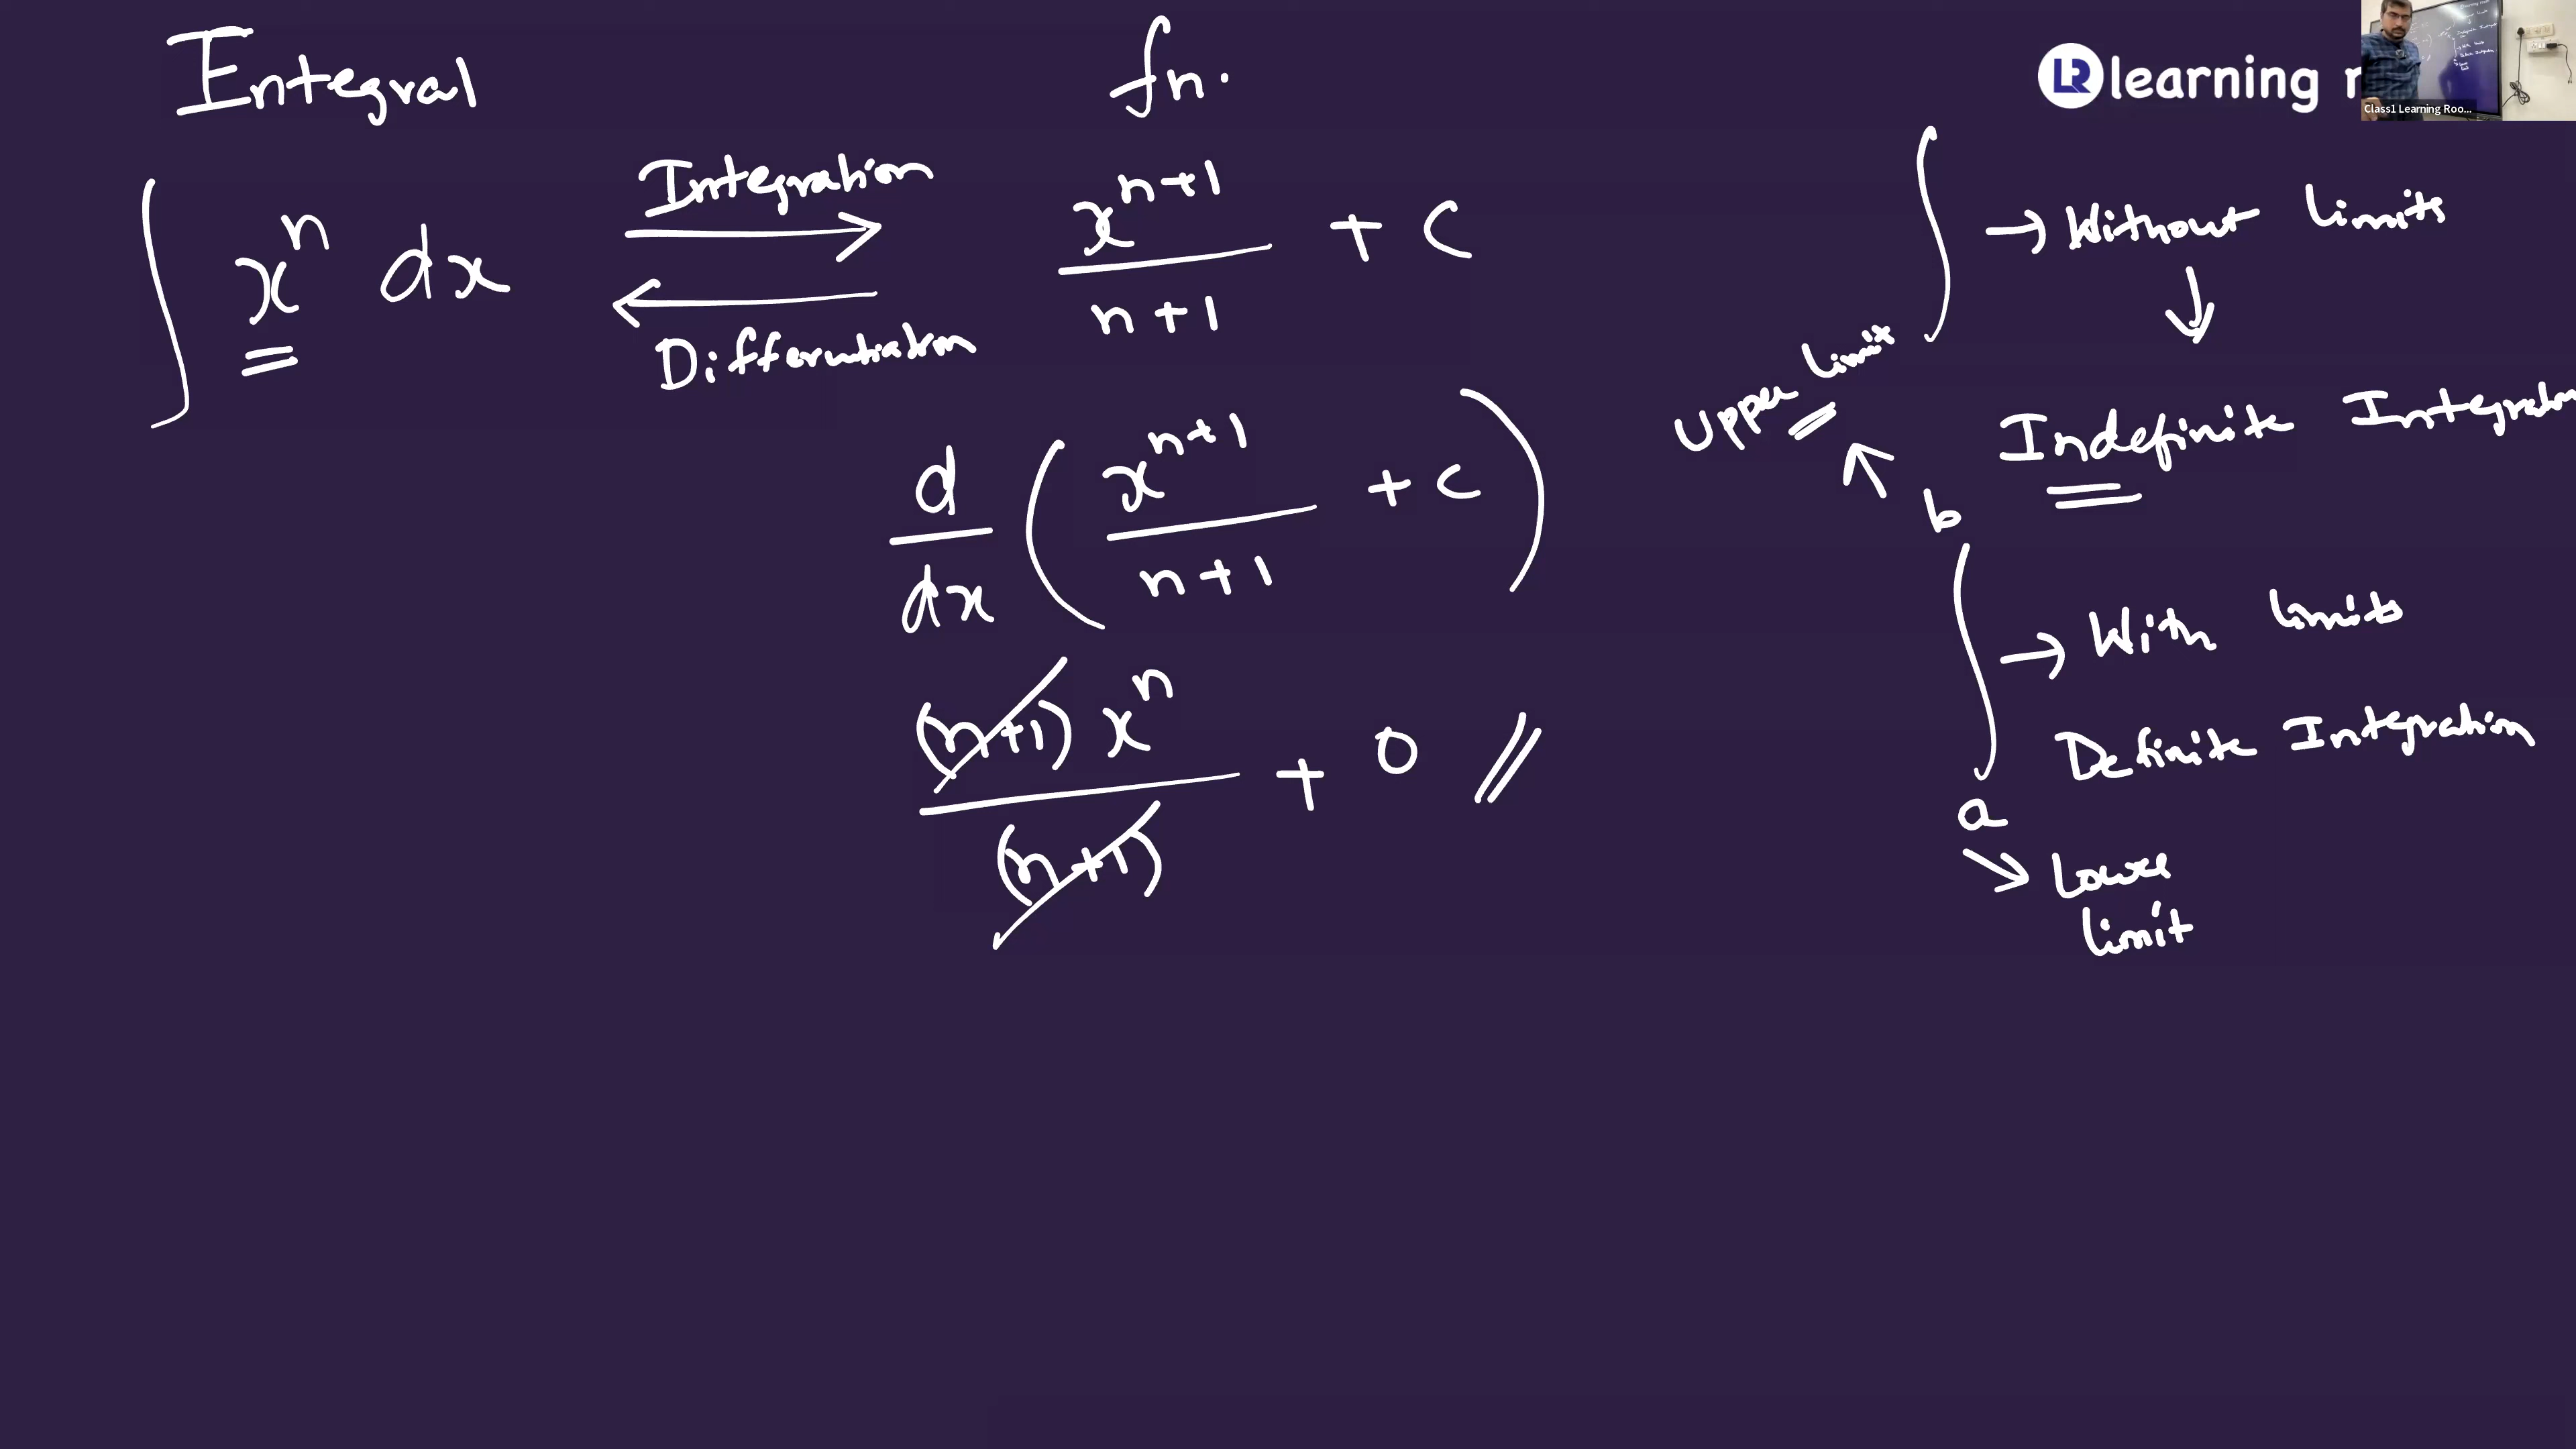 Integral
fn.
learning r
Class1 Learning Roo...
∫ xⁿ dx
Integration
Differentiation
xⁿ⁺¹/n+1 + C
d/dx ( xⁿ⁺¹/n+1 + C )
(n+1) xⁿ/(n+1) + 0 //
∫ → Without limits
↓
Indefinite Integration
Upper limit
b
∫ → With limits
Definite Integration
a
Lower
limit